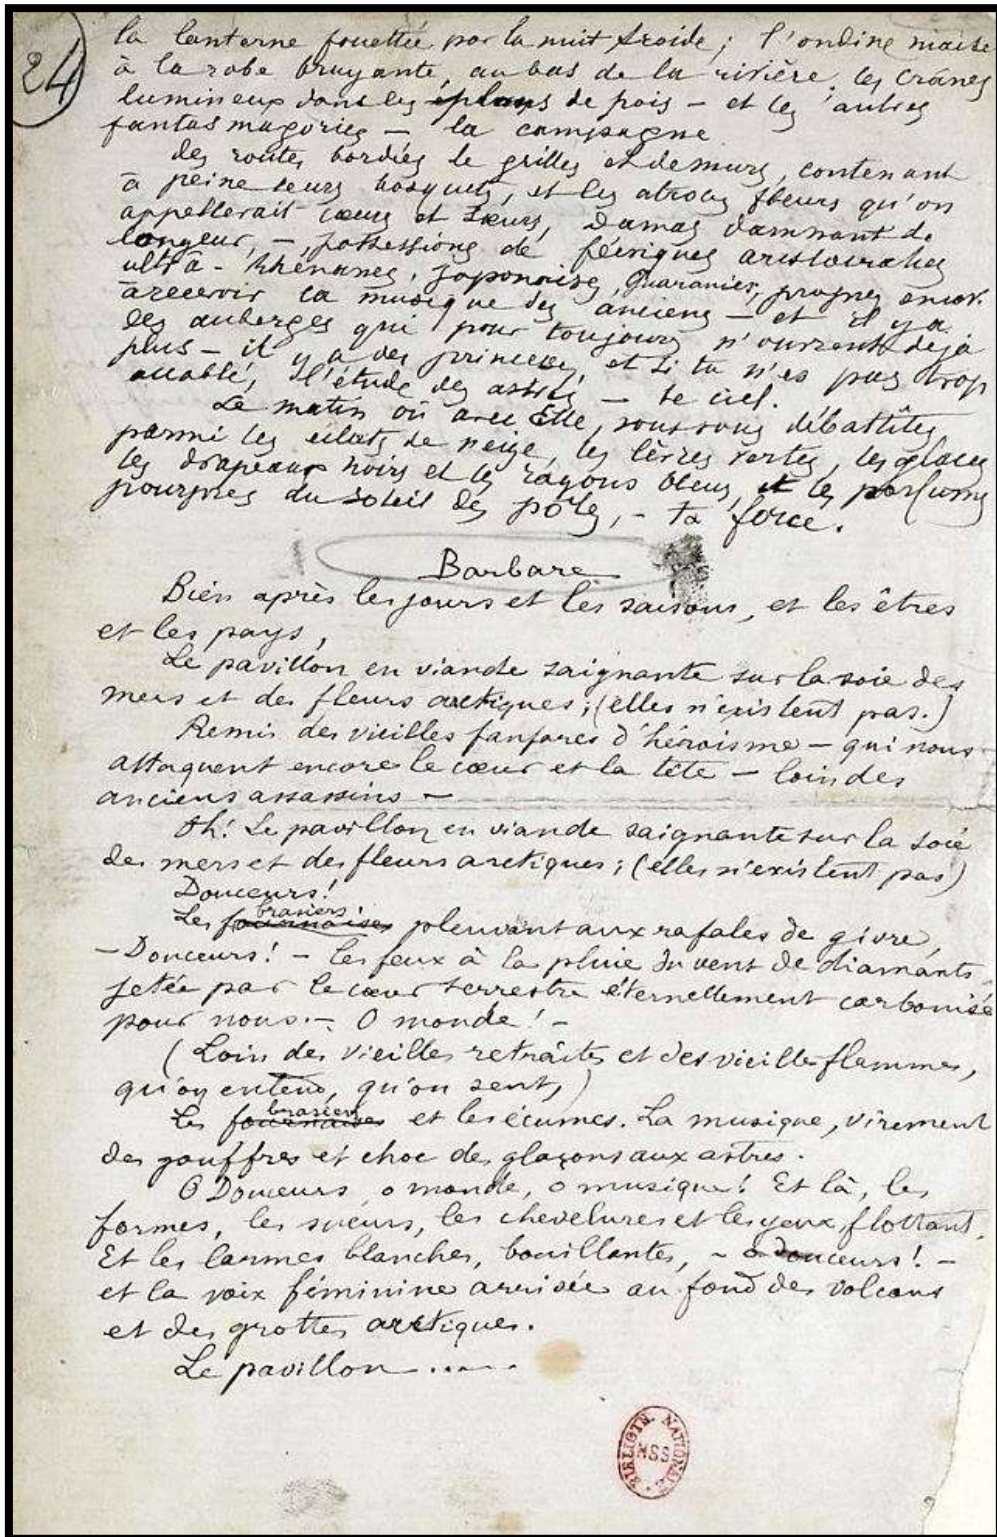 24
la lanterne fouettée par la nuit froide; l'ondine niaise
à la robe bruyante, au bas de la rivière, les crânes
lumineux dans les plans de pois — et les autres
fantasmagories — la campagne
des routes bordées de grilles et de murs, contenant
à peine leurs bosquets, et les atroces fleurs qu'on
appellerait cœurs et sœurs, Damas damnant de
longueur, —, possessions de féeriques aristocraties
ultra-Rhénanes, Japonaises, Guaranies, propres encor
à recevoir la musique des anciens — et il y a
des auberges qui pour toujours n'ouvrent déjà
plus — il y a des princesses, et si tu n'es pas trop
accablé, l'étude des astres — le ciel.
Le matin où avec Elle, vous vous débattîtes
parmi les éclats de neige, les lèvres vertes, les glaces
les drapeaux noirs et les rayons bleus, et les parfums
pourpres du soleil des pôles, — ta force.
Barbare
Bien après les jours et les saisons, et les êtres
et les pays,
Le pavillon en viande saignante sur la soie des
mers et des fleurs arctiques; (elles n'existent pas.)
Remis des vieilles fanfares d'héroïsme — qui nous
attaquent encore le cœur et la tête — loin des
anciens assassins —
Oh! Le pavillon en viande saignante sur la soie
des mers et des fleurs arctiques; (elles n'existent pas)
Douceurs!
brasiers
Les fournaises pleuvant aux rafales de givre,
— Douceurs! — les feux à la pluie du vent de diamants
jetée par le cœur terrestre éternellement carbonisé
pour nous. — O monde! —
(Loin des vieilles retraites et des vieilles flammes,
qu'on entend, qu'on sent,)
brasiers
Les fournaises et les écumes. La musique, virement
des gouffres et choc des glaçons aux astres.
O Douceurs, o monde, o musique! Et là, les
formes, les sueurs, les chevelures et les yeux, flottant.
Et les larmes blanches, bouillantes, — o douceurs! —
et la voix féminine arrivée au fond des volcans
et des grottes arctiques.
Le pavillon.....
BIBLIOTH. NATIONALE
MSS